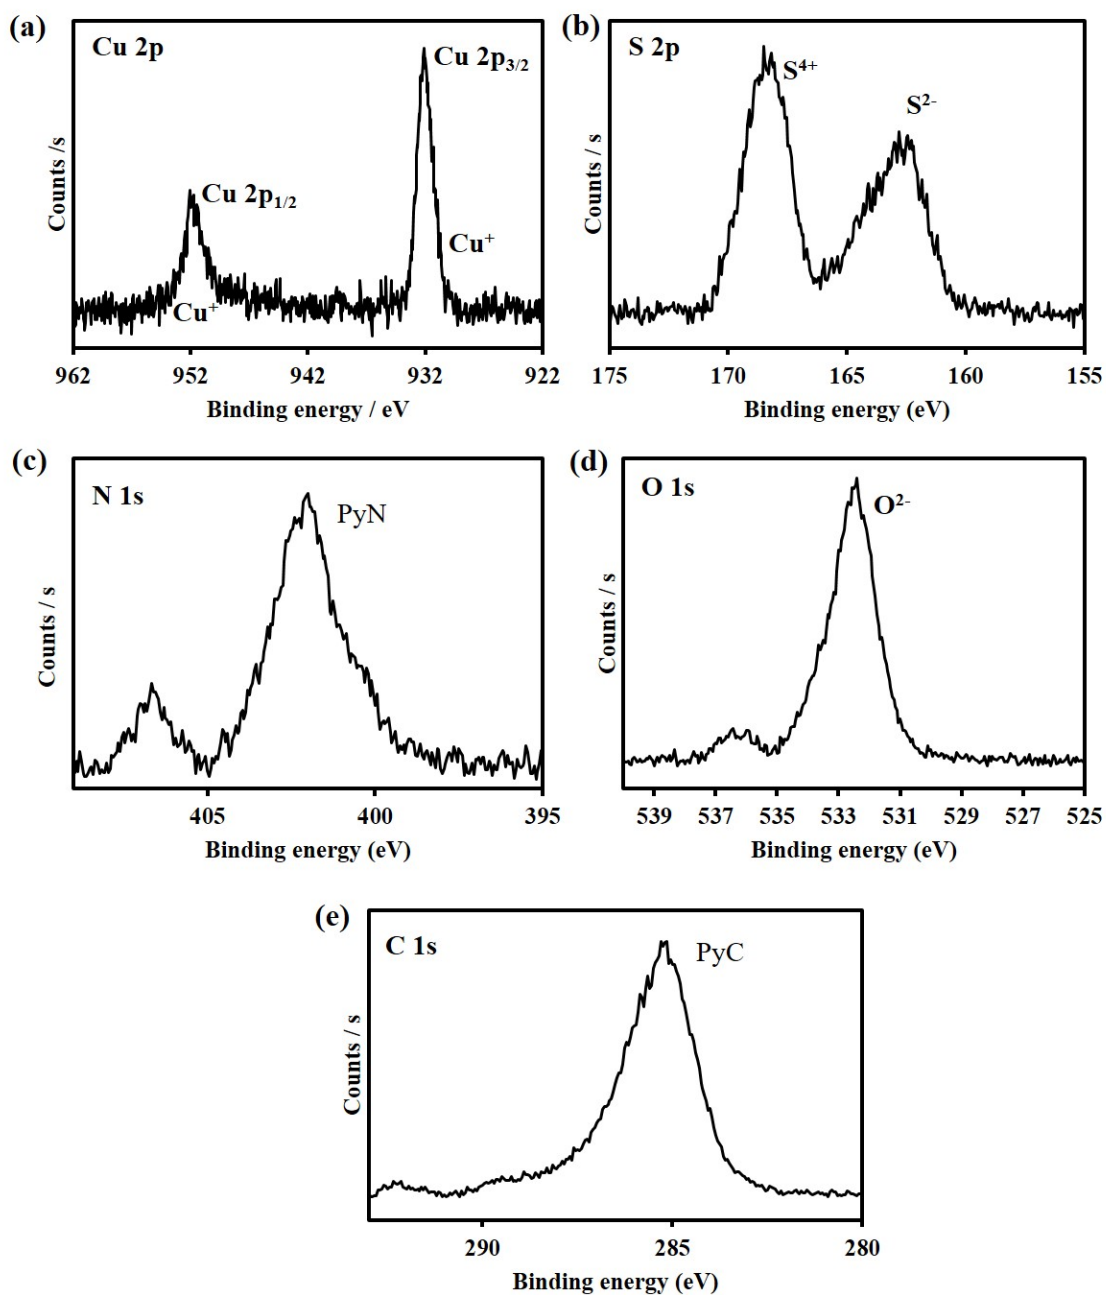 (a)
Cu 2p
Cu 2p3/2
Cu 2p1/2
Cu+
Cu+
Counts /s
962 952 942 932 922
Binding energy / eV
(b)
S 2p
S4+
S2-
Counts / s
175 170 165 160 155
Binding energy (eV)
(c)
N 1s
PyN
Counts / s
405 400 395
Binding energy (eV)
(d)
O 1s
O2-
Counts / s
539 537 535 533 531 529 527 525
Binding energy (eV)
(e)
C 1s
PyC
Counts / s
290 285 280
Binding energy (eV)